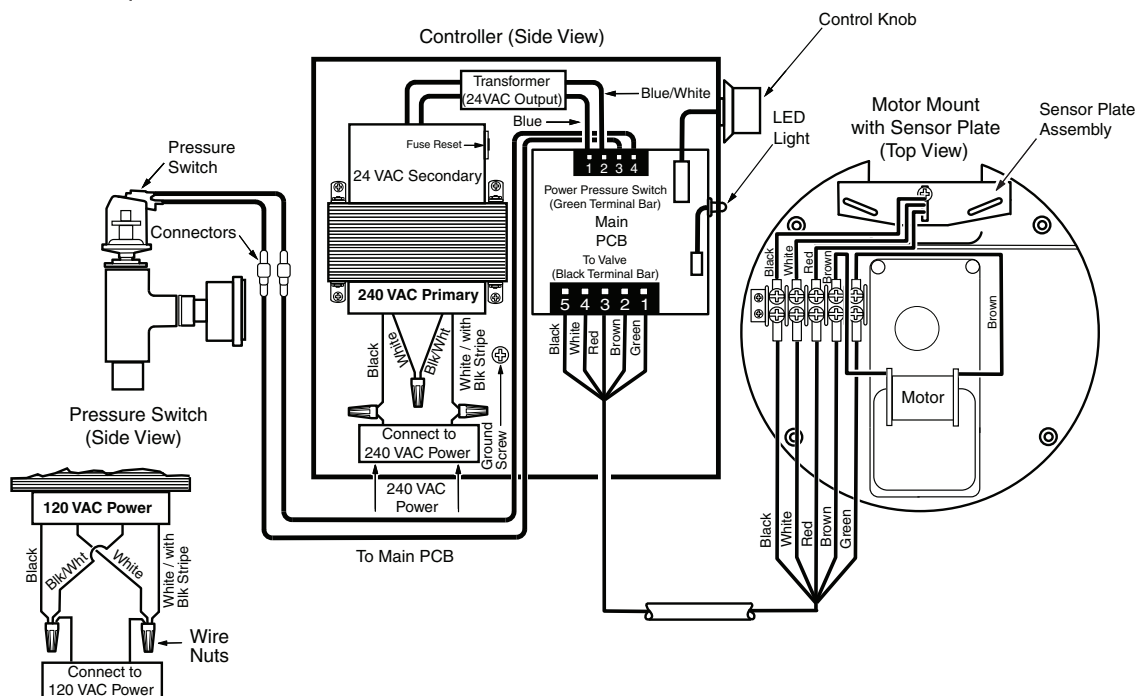 Controller (Side View)
Control Knob
Transformer
(24VAC Output)
Blue/White
Blue
LED
Light
Motor Mount
with Sensor Plate
(Top View)
Sensor Plate
Assembly
Pressure
Switch
Fuse Reset
24 VAC Secondary
1 2 3 4
Power Pressure Switch
(Green Terminal Bar)
Main
PCB
To Valve
(Black Terminal Bar)
5 4 3 2 1
Connectors
240 VAC Primary
Black
White
Blk/Wht
White / with
Blk Stripe
Ground
Screw
Black
White
Red
Brown
Green
Black
White
Red
Brown
Brown
Motor
Connect to
240 VAC Power
240 VAC
Power
Pressure Switch
(Side View)
120 VAC Power
Black
Blk/Wht
White
White / with
Blk Stripe
To Main PCB
Black
White
Red
Brown
Green
Wire
Nuts
Connect to
120 VAC Power